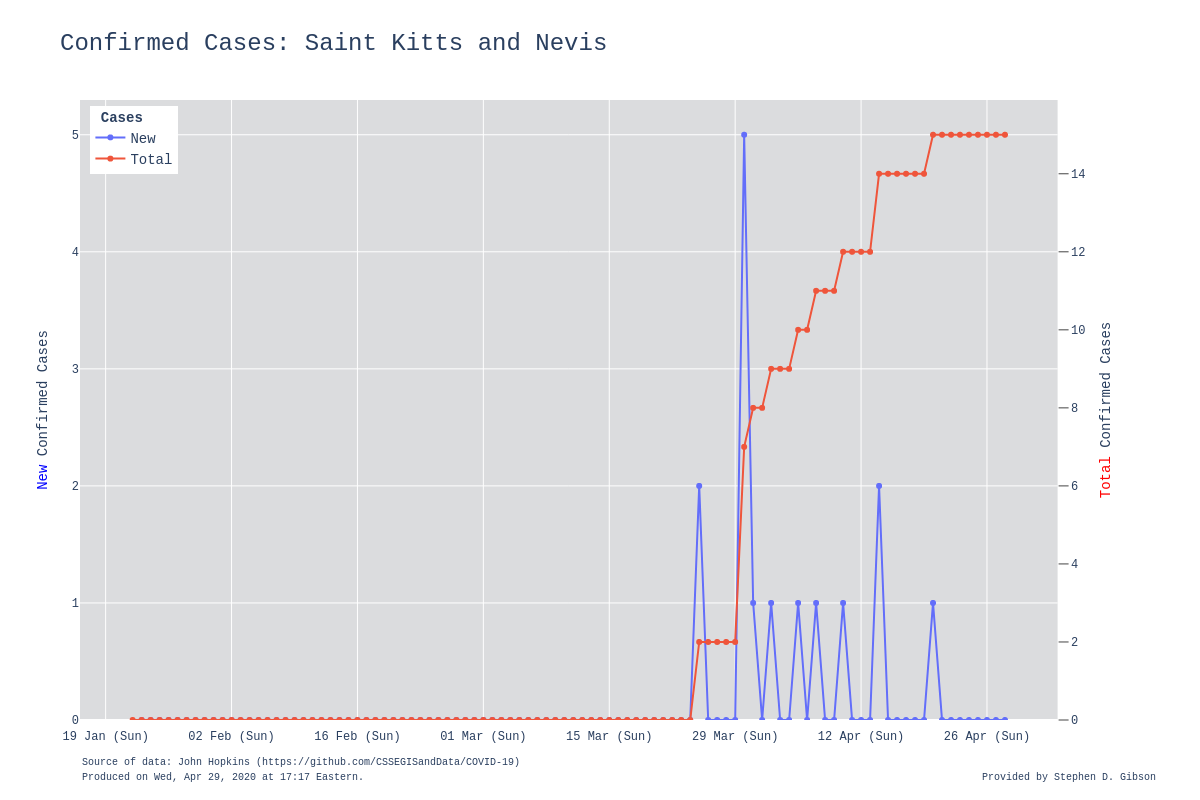 Confirmed Cases: Saint Kitts and Nevis
Cases
New
Total
5
4
3
2
1
0
New Confirmed Cases
14
12
10
8
6
4
2
0
Total Confirmed Cases
19 Jan (Sun) 02 Feb (Sun) 16 Feb (Sun) 01 Mar (Sun) 15 Mar (Sun) 29 Mar (Sun) 12 Apr (Sun) 26 Apr (Sun)
Source of data: John Hopkins (https://github.com/CSSEGISandData/COVID-19)
Produced on Wed, Apr 29, 2020 at 17:17 Eastern.
Provided by Stephen D. Gibson